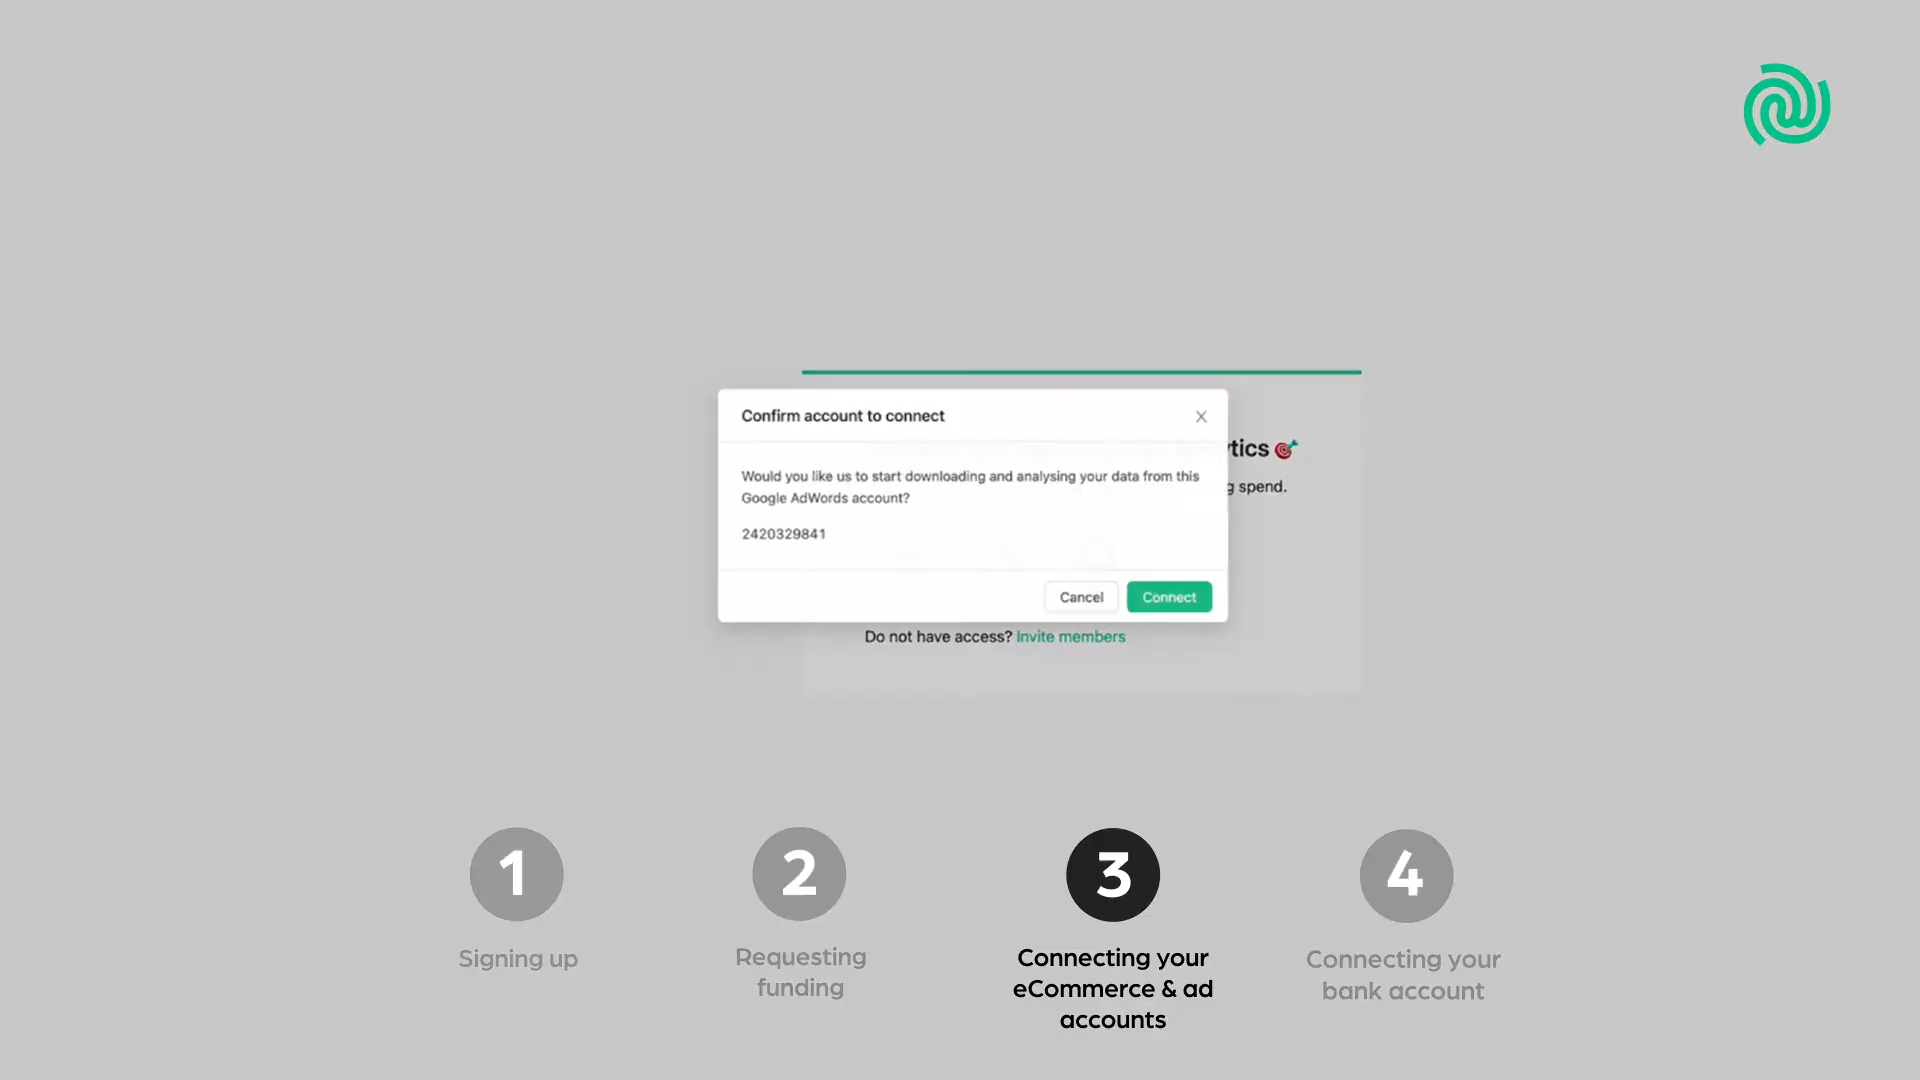 Confirm account to connect
Would you like us to start downloading and analysing your data from this
Google AdWords account?
2420329841
Cancel
Connect
spend.
Do not have access? Invite members
1
2
3
4
Signing up
Requesting
funding
Connecting your
eCommerce & ad
accounts
Connecting your
bank account